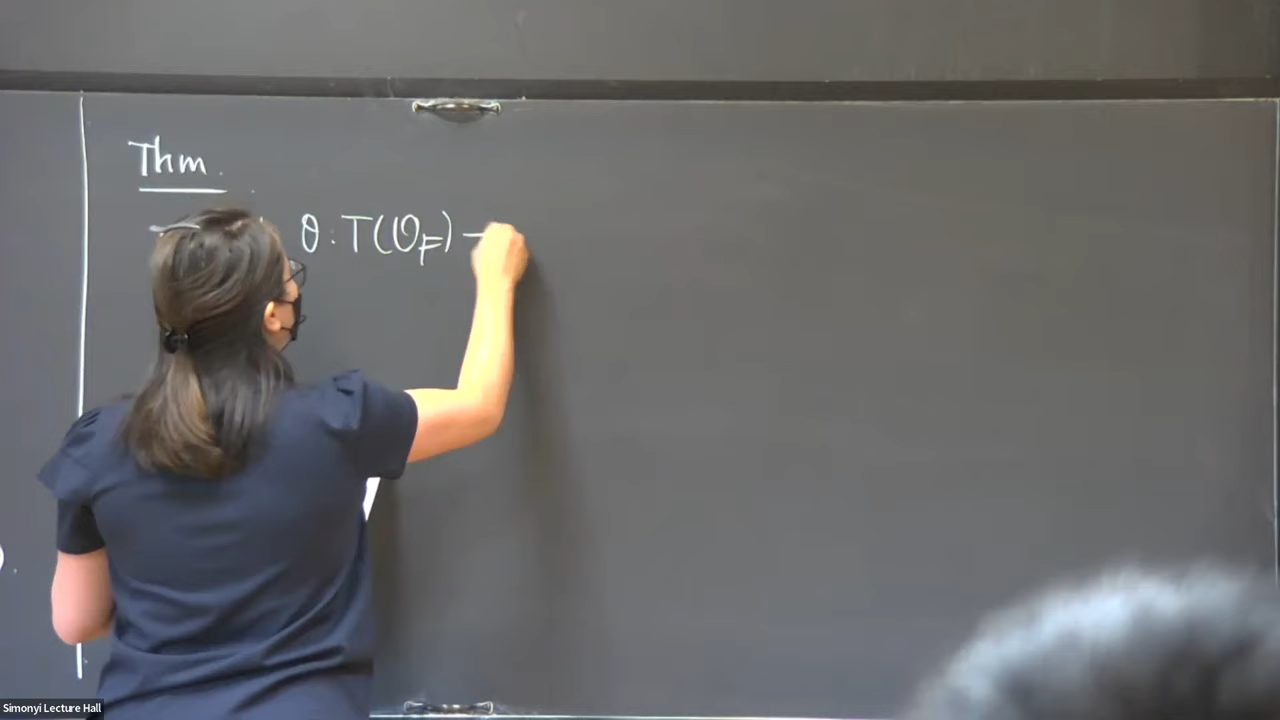 Thm.
θ : T(O_F) –
Simonyi Lecture Hall